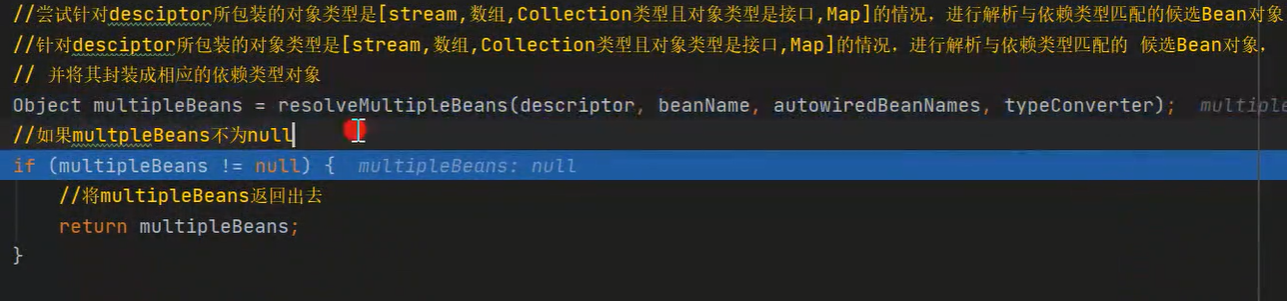 //尝试针对desciptor所包装的对象类型是[stream,数组,Collection类型且对象类型是接口,Map]的情况，进行解析与依赖类型匹配的候选Bean对象
//针对desciptor所包装的对象类型是[stream,数组,Collection类型且对象类型是接口,Map]的情况，进行解析与依赖类型匹配的 候选Bean对象，
// 并将其封装成相应的依赖类型对象
Object multipleBeans = resolveMultipleBeans(descriptor, beanName, autowiredBeanNames, typeConverter); multiple
//如果multpleBeans不为null
if (multipleBeans != null) { multipleBeans: null
//将multipleBeans返回出去
return multipleBeans;
}